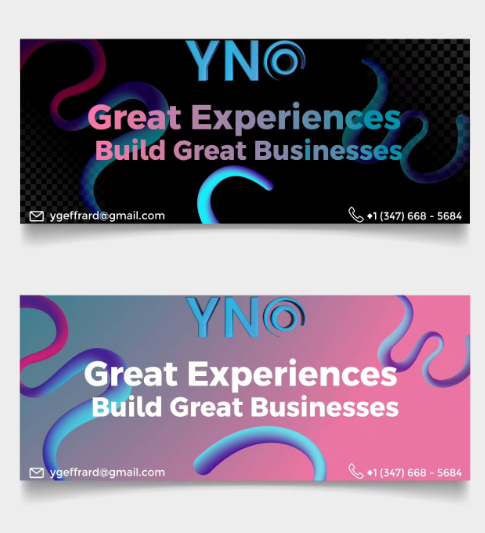 YNO
Great Experiences
Build Great Businesses
ygeffrard@gmail.com
+1 (347) 668 - 5684
YNO
Great Experiences
Build Great Businesses
ygeffrard@gmail.com
+1 (347) 668 - 5684